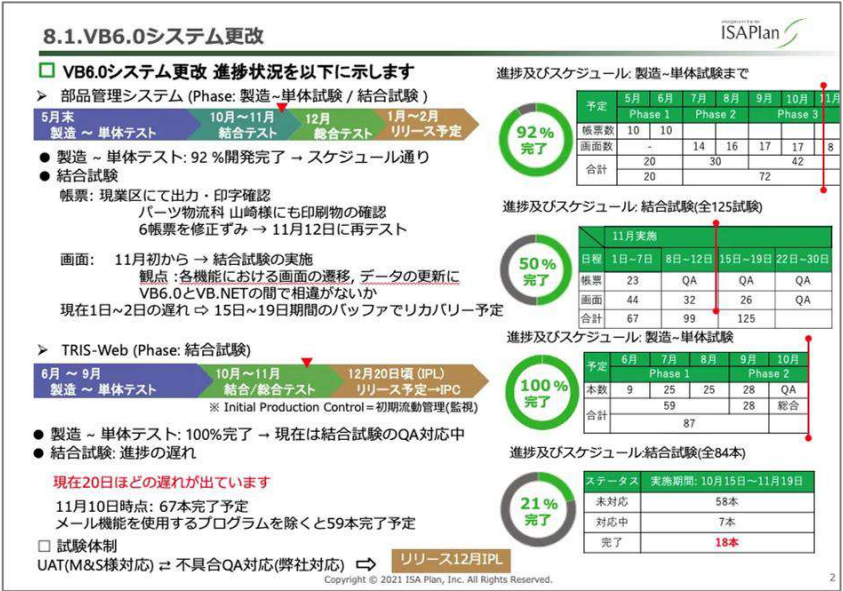 8.1.VB6.0システム更改
ISAPlan
□ VB6.0システム更改 進捗状況を以下に示します
➢ 部品管理システム (Phase: 製造~単体試験 / 結合試験 )
5月末 10月~11月 12月 1月~2月
製造 ~ 単体テスト 結合テスト 総合テスト リリース予定
● 製造 ~ 単体テスト: 92 %開発完了 → スケジュール通り
● 結合試験
帳票: 現業区にて出力・印字確認
パーツ物流科 山崎様にも印刷物の確認
6帳票を修正ずみ → 11月12日に再テスト
画面: 11月初から → 結合試験の実施
観点 :各機能における画面の遷移, データの更新に
VB6.0とVB.NETの間で相違がないか
現在1日~2日の遅れ ⇨ 15日~19日期間のバッファでリカバリー予定
➢ TRIS-Web (Phase: 結合試験)
6月 ~ 9月 10月~11月 12月20日頃 (IPL)
製造 ~ 単体テスト 結合/総合テスト リリース予定→IPC
※ Initial Production Control=初期流動管理(監視)
● 製造 ~ 単体テスト: 100%完了 → 現在は結合試験のQA対応中
● 結合試験: 進捗の遅れ
現在20日ほどの遅れが出ています
11月10日時点: 67本完了予定
メール機能を使用するプログラムを除くと59本完了予定
□ 試験体制
UAT(M&S様対応) ⇄ 不具合QA対応(弊社対応) ⇨ リリース12月IPL
進捗及びスケジュール: 製造~単体試験まで
92 %
完了
予定 5月 6月 7月 8月 9月 10月 11月
Phase 1 Phase 2 Phase 3
帳票数 10 10
画面数 - 14 16 17 17 8
合計 20 30 42
20 72
進捗及びスケジュール: 結合試験(全125試験)
50 %
完了
11月実施
日程 1日~7日 8日~12日 15日~19日 22日~30日
帳票 23 QA QA QA
画面 44 32 26 QA
合計 67 99 125
進捗及びスケジュール: 製造~単体試験
100 %
完了
予定 6月 7月 8月 9月 10月
Phase 1 Phase 2
本数 9 25 25 28 QA
合計 59 28 総合
87
進捗及びスケジュール:結合試験(全84本)
21 %
完了
ステータス 実施期間: 10月15日~11月19日
未対応 58本
対応中 7本
完了 18本
Copyright © 2021 ISA Plan, Inc. All Rights Reserved.
2